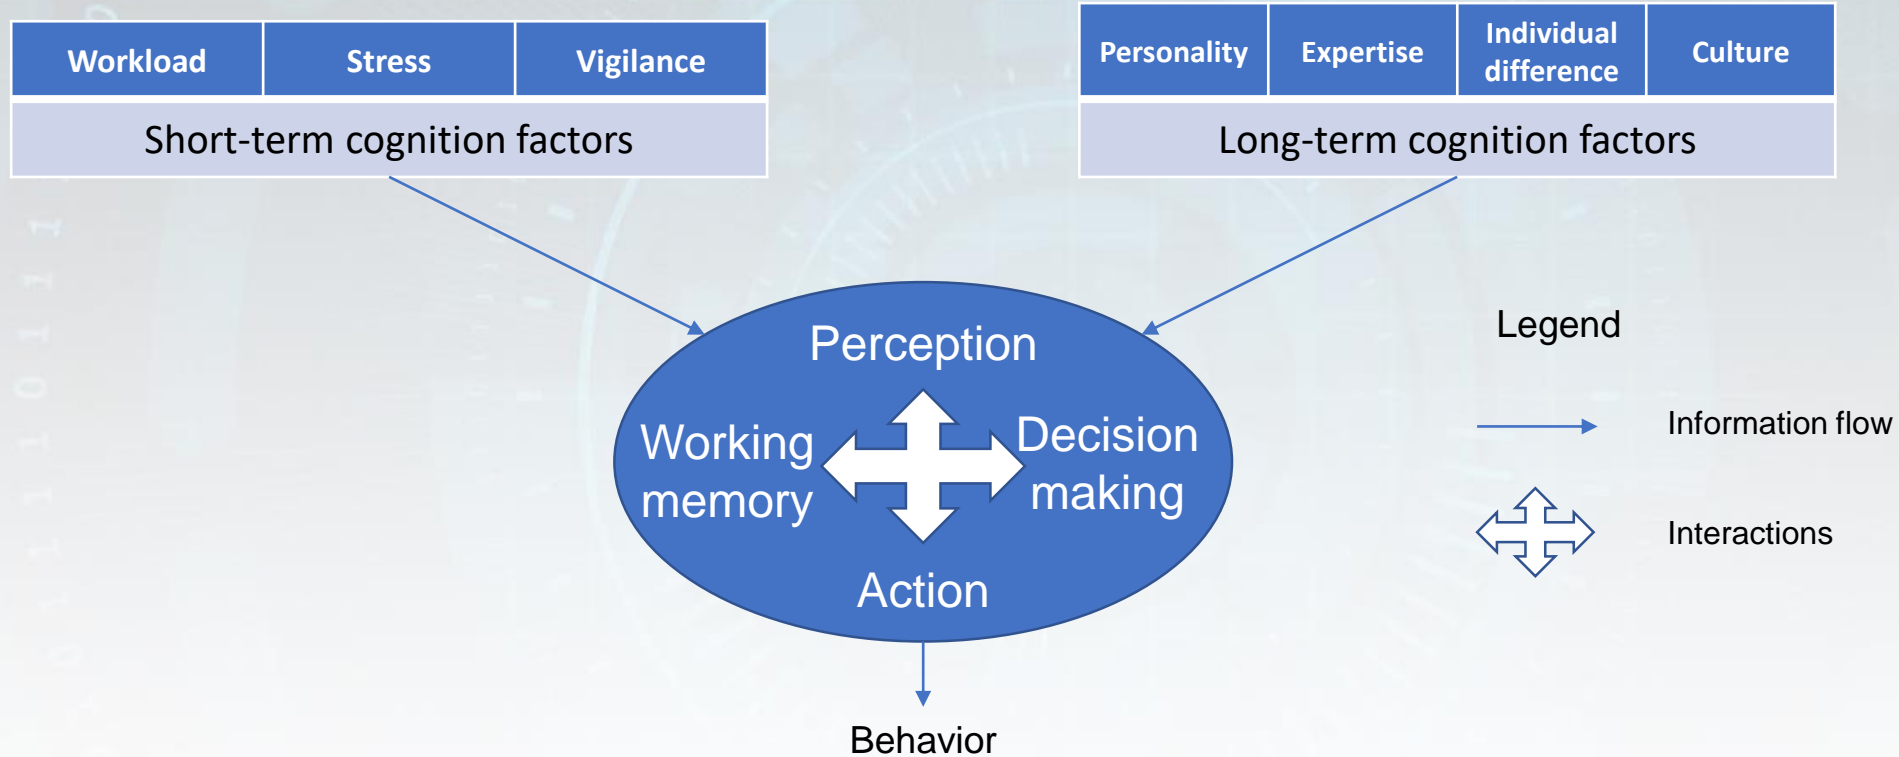 Workload
Stress
Vigilance
Short-term cognition factors
Personality
Expertise
Individual
difference
Culture
Long-term cognition factors
Perception
Working
memory
Decision
making
Action
Behavior
Legend
Information flow
Interactions